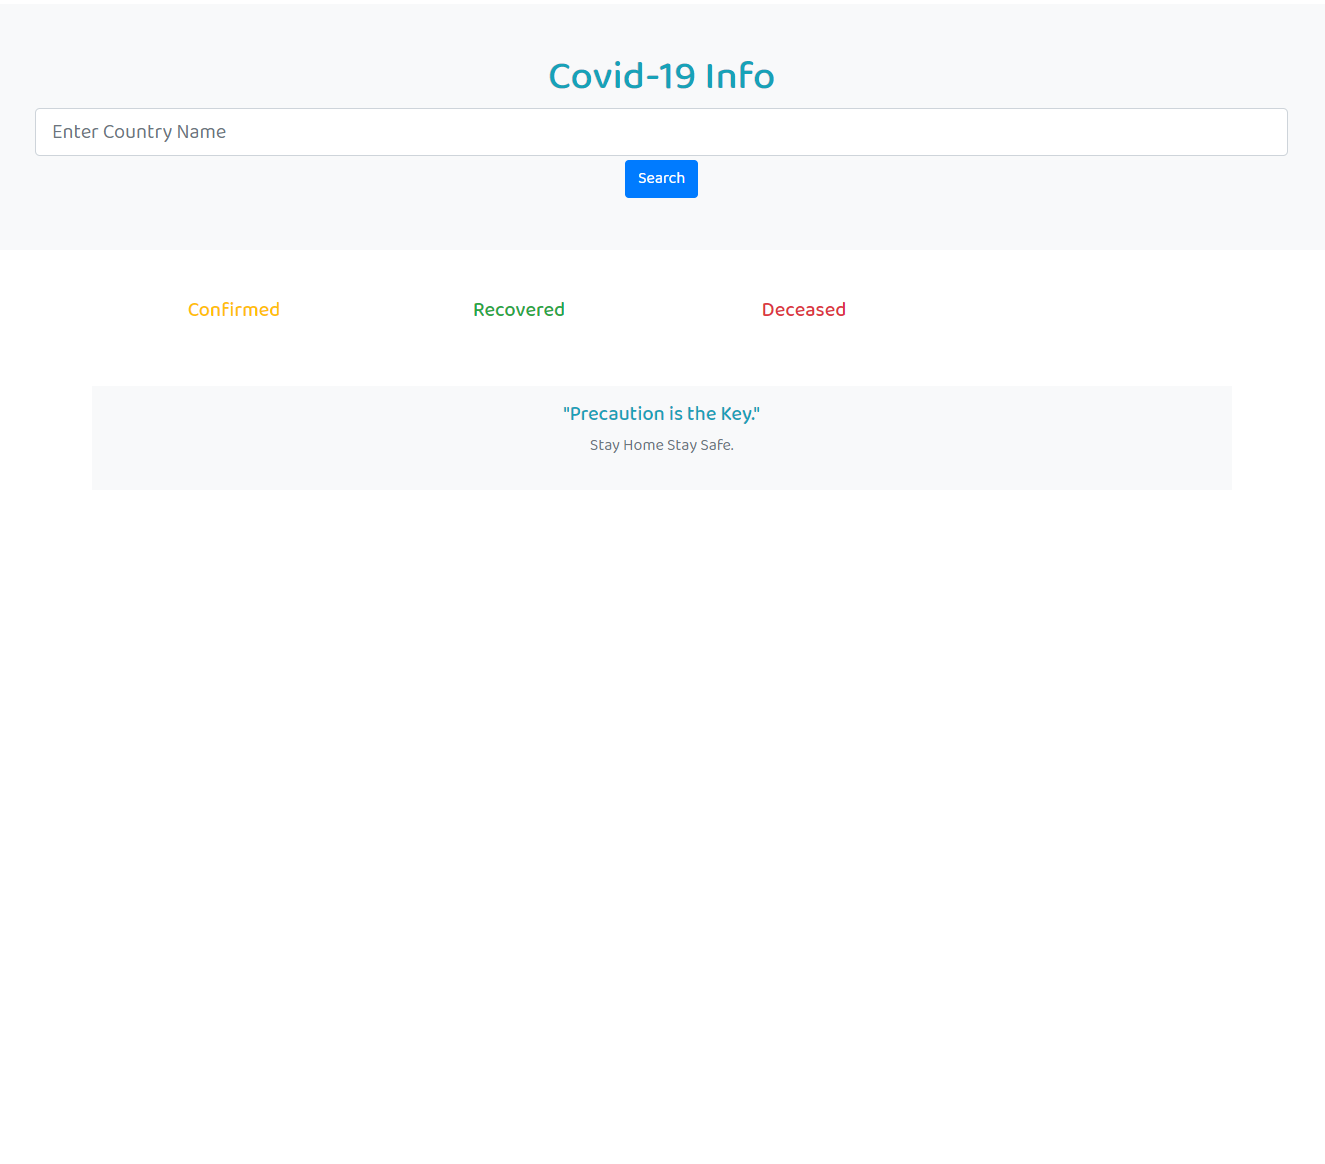 Covid-19 Info
Enter Country Name
Search
Confirmed Recovered Deceased
"Precaution is the Key."
Stay Home Stay Safe.